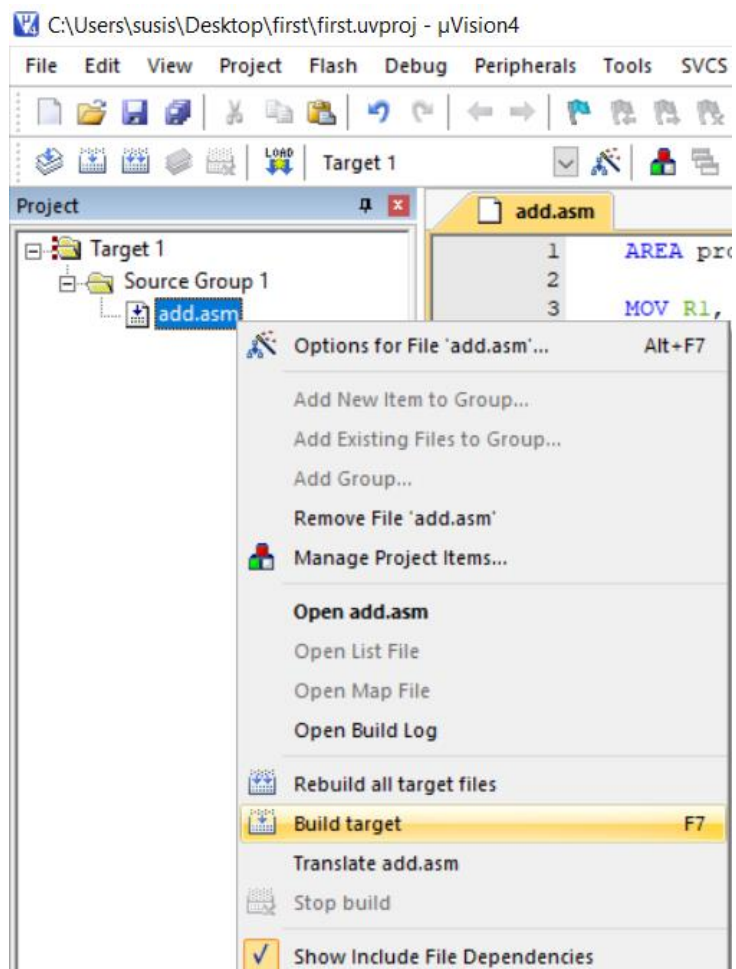 C:\Users\susis\Desktop\first\first.uvproj - µVision4
File Edit View Project Flash Debug Peripherals Tools SVCS
LOAD Target 1
Project
add.asm
Target 1
Source Group 1
add.asm
1 AREA pro
2
3 MOV R1,
Options for File 'add.asm'... Alt+F7
Add New Item to Group...
Add Existing Files to Group...
Add Group...
Remove File 'add.asm'
Manage Project Items...
Open add.asm
Open List File
Open Map File
Open Build Log
Rebuild all target files
Build target F7
Translate add.asm
Stop build
Show Include File Dependencies